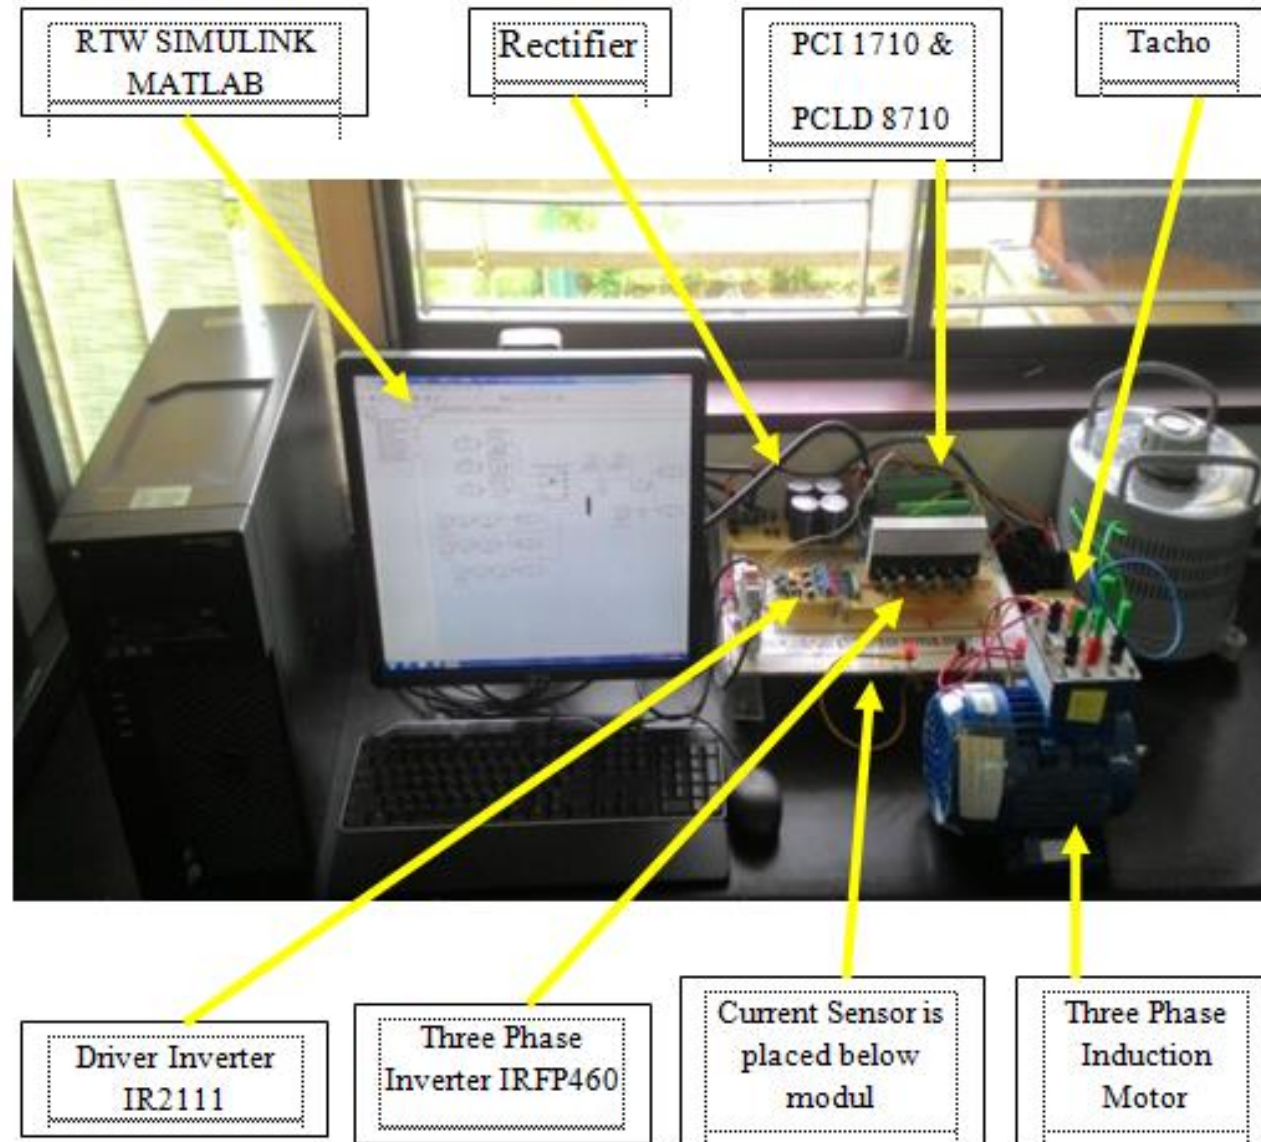 RTW SIMULINK
MATLAB
Rectifier
PCI 1710 &
PCLD 8710
Tacho
Driver Inverter
IR2111
Three Phase
Inverter IRFP460
Current Sensor is
placed below
modul
Three Phase
Induction
Motor